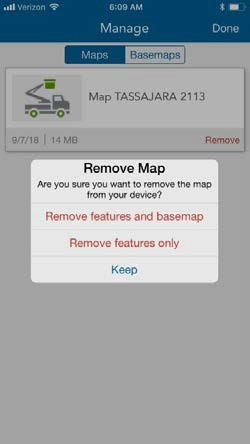 Verizon 6:09 AM
Manage Done
Maps Basemaps
Map TASSAJARA 2113
9/7/18 14 MB Remove
Remove Map
Are you sure you want to remove the map
from your device?
Remove features and basemap
Remove features only
Keep